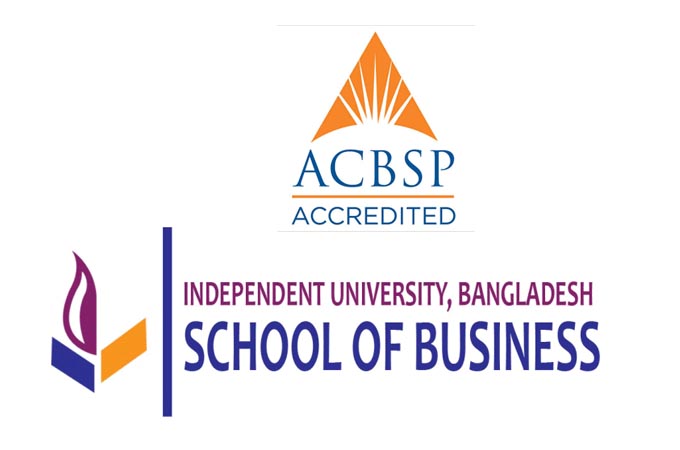 ACBSP
ACCREDITED
INDEPENDENT UNIVERSITY, BANGLADESH
SCHOOL OF BUSINESS